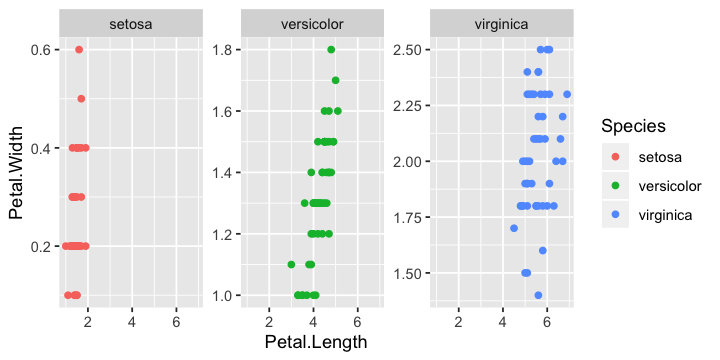 setosa
versicolor
virginica
Petal.Width
0.6
0.4
0.2
1.8
1.6
1.4
1.2
1.0
2.50
2.25
2.00
1.75
1.50
2 4 6
2 4 6
2 4 6
Petal.Length
Species
setosa
versicolor
virginica